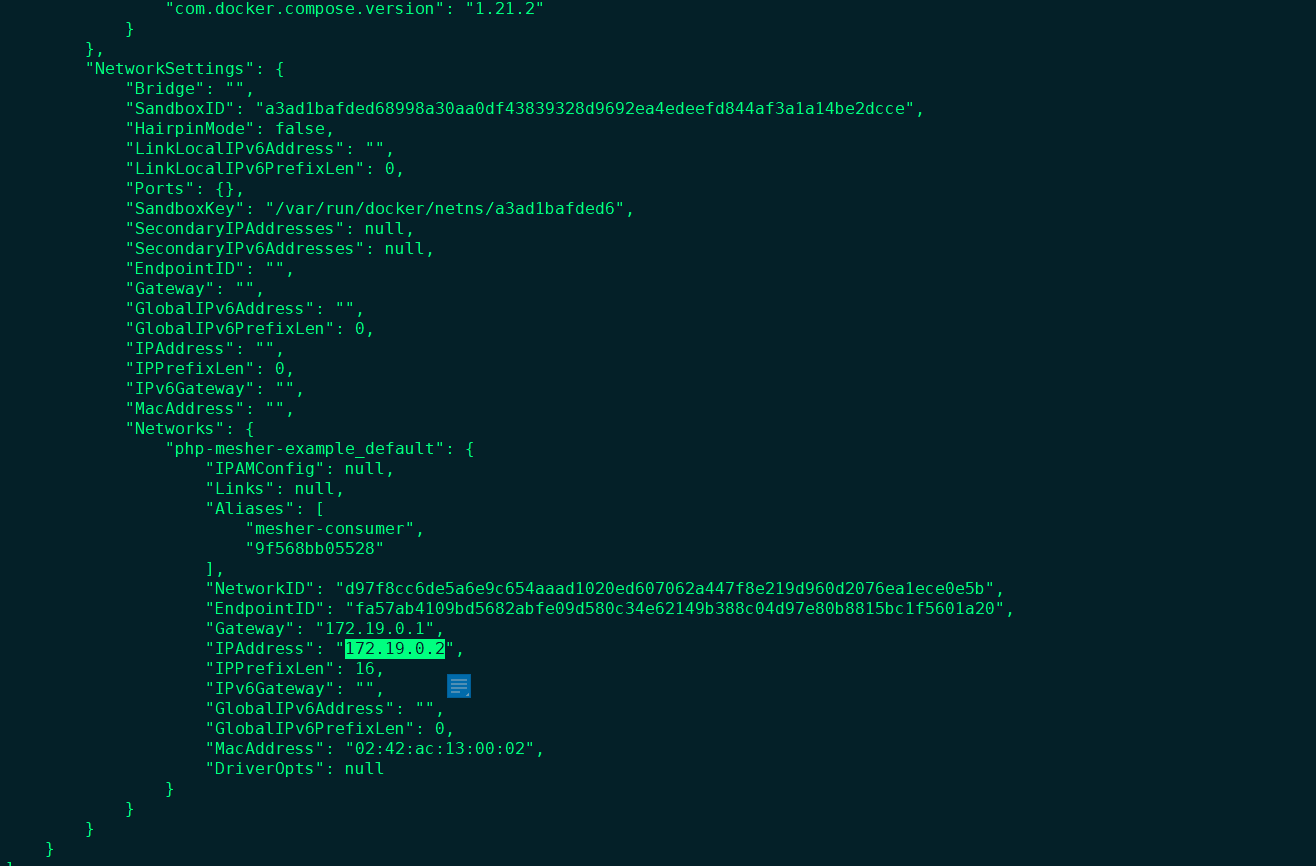 "com.docker.compose.version": "1.21.2"
}
},
"NetworkSettings": {
"Bridge": "",
"SandboxID": "a3ad1bafded68998a30aa0df43839328d9692ea4edeefd844af3a1a14be2dcce",
"HairpinMode": false,
"LinkLocalIPv6Address": "",
"LinkLocalIPv6PrefixLen": 0,
"Ports": {},
"SandboxKey": "/var/run/docker/netns/a3ad1bafded6",
"SecondaryIPAddresses": null,
"SecondaryIPv6Addresses": null,
"EndpointID": "",
"Gateway": "",
"GlobalIPv6Address": "",
"GlobalIPv6PrefixLen": 0,
"IPAddress": "",
"IPPrefixLen": 0,
"IPv6Gateway": "",
"MacAddress": "",
"Networks": {
"php-mesher-example_default": {
"IPAMConfig": null,
"Links": null,
"Aliases": [
"mesher-consumer",
"9f568bb05528"
],
"NetworkID": "d97f8cc6de5a6e9c654aaad1020ed607062a447f8e219d960d2076ea1ece0e5b",
"EndpointID": "fa57ab4109bd5682abfe09d580c34e62149b388c04d97e80b8815bc1f5601a20",
"Gateway": "172.19.0.1",
"IPAddress": "172.19.0.2",
"IPPrefixLen": 16,
"IPv6Gateway": "",
"GlobalIPv6Address": "",
"GlobalIPv6PrefixLen": 0,
"MacAddress": "02:42:ac:13:00:02",
"DriverOpts": null
}
}
}
}